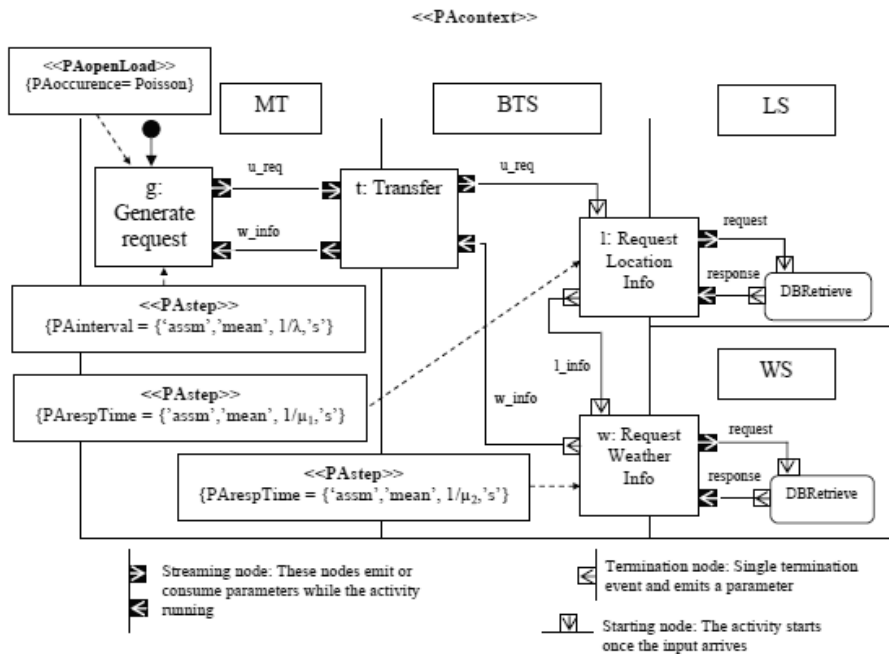 <<PAcontext>>
<<PAopenLoad>>
{PAoccurence= Poisson}
MT
BTS
LS
g:
Generate
request
u_req
w_info
t: Transfer
u_req
l: Request
Location
Info
request
response
DBRetrieve
<<PAstep>>
{PAinterval = {‘assm’,’mean’, 1/λ,’s’}
<<PAstep>>
{PArespTime = {’assm’,’mean’, 1/μ1,’s’}
l_info
w_info
WS
w: Request
Weather
Info
request
response
DBRetrieve
<<PAstep>>
{PArespTime = {‘assm’,’mean’, 1/μ2,’s’}
Streaming node: These nodes emit or
consume parameters while the activity
running
Termination node: Single termination
event and emits a parameter
Starting node: The activity starts
once the input arrives